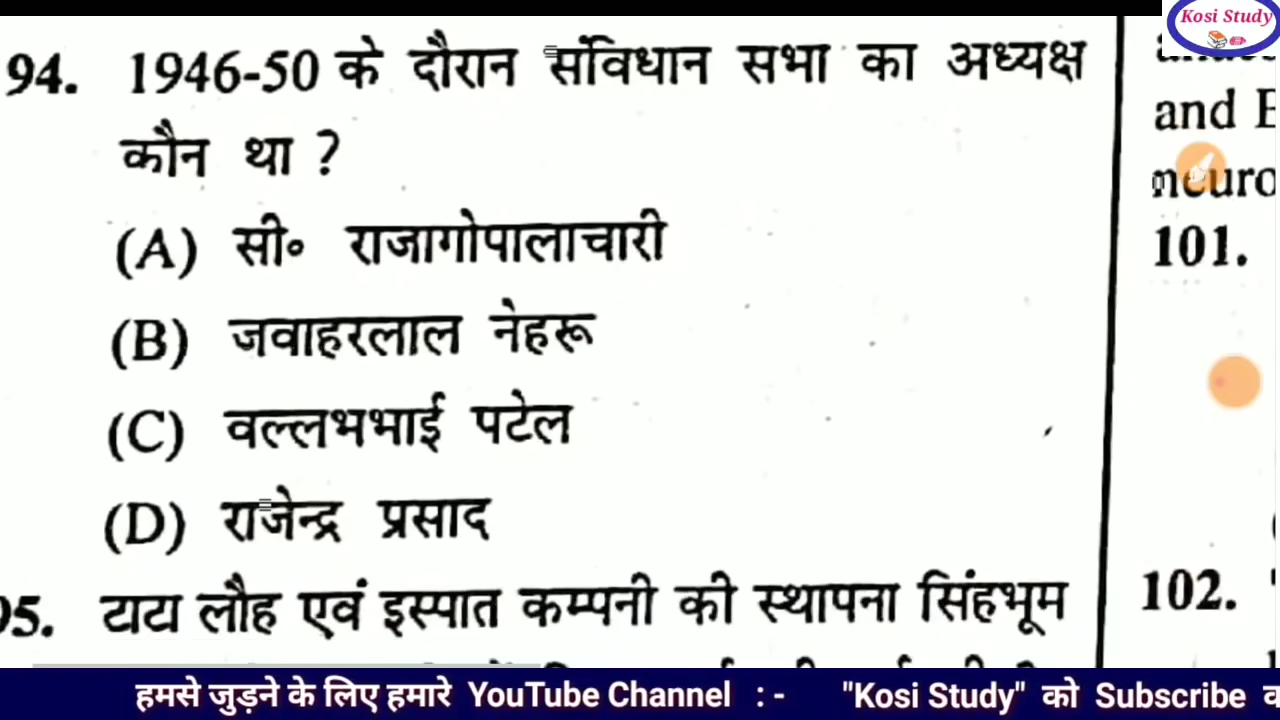 Kosi Study
94. 1946-50 के दौरान संविधान सभा का अध्यक्ष
कौन था ?
(A) सी० राजागोपालाचारी
(B) जवाहरलाल नेहरू
(C) वल्लभभाई पटेल
(D) राजेन्द्र प्रसाद
95. टाटा लौह एवं इस्पात कम्पनी की स्थापना सिंहभूम
and
101.
102.
हमसे जुड़ने के लिए हमारे YouTube Channel :- "Kosi Study" को Subscribe